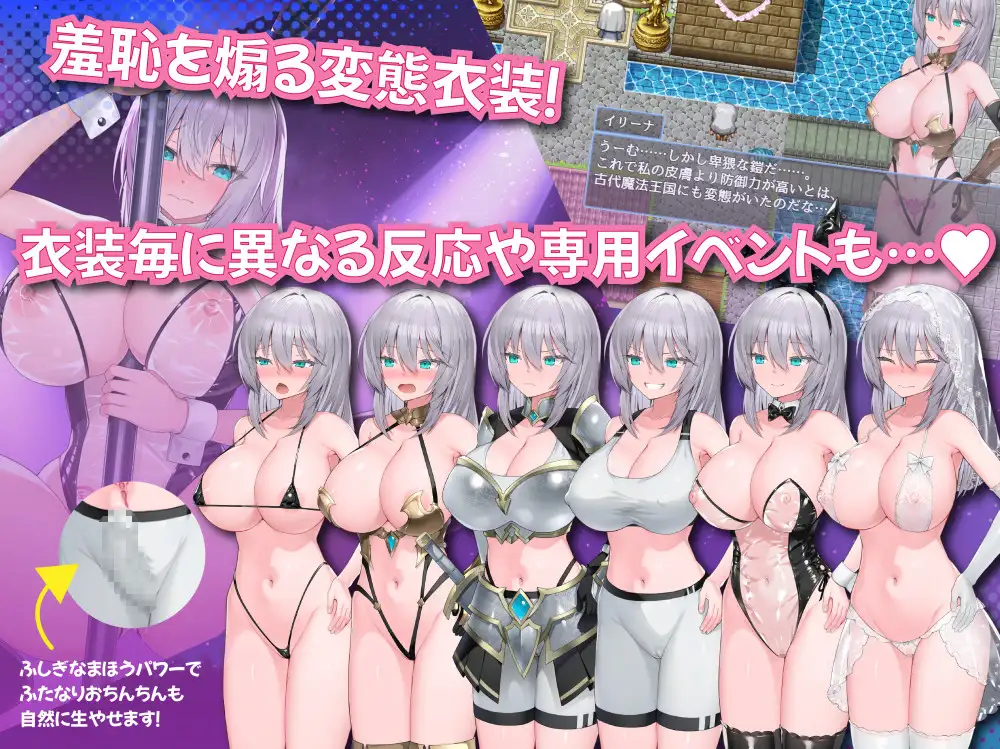 羞恥を煽る変態衣装!
イリーナ
うーむ……しかし卑猥な鎧だ……。
これで私の皮膚より防御力が高いとは、
古代魔法王国にも変態がいたのだな…
衣装毎に異なる反応や専用イベントも…♥
ふしぎなまほうパワーで
ふたなりおちんちんも
自然に生やせます!